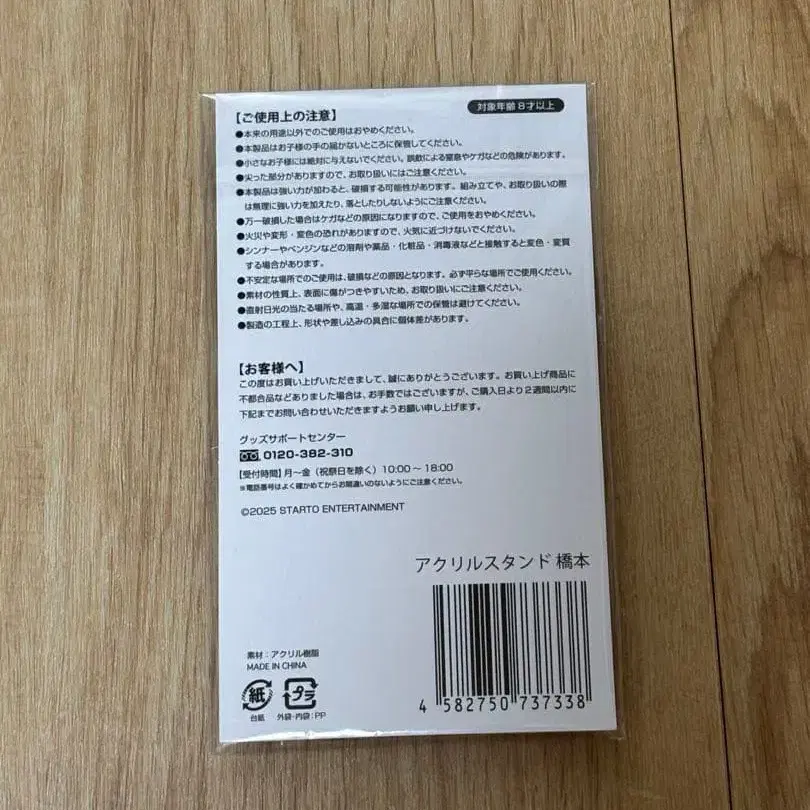 【ご使用上の注意】
対象年齢 8才以上
●本来の用途以外でのご使用はおやめください。
●本製品はお子様の手の届かないところに保管してください。
●小さなお子様には絶対に与えないでください。誤飲による窒息やケガなどの危険があります。
●尖った部分がありますので、お取り扱いにはご注意ください。
●本製品は強い力が加わると、破損する可能性があります。組み立てや、お取り扱いの際
は無理に強い力を加えたり、落としたりしないようにご注意ください。
●万一破損した場合はケガなどの原因になりますので、ご使用をおやめください。
●火災や変形・変色の恐れがありますので、火気に近づけないでください。
●シンナーやベンジンなどの溶剤や薬品・化粧品・消毒液などと接触すると変色・変質
する場合があります。
●不安定な場所でのご使用は、破損などの原因となります。必ず平らな場所でご使用ください。
●素材の性質上、表面に傷がつきやすいため、お取り扱いにご注意ください。
●直射日光の当たる場所や、高温・多湿な場所での保管は避けてください。
●製造の工程上、形状や差し込みの具合に個体差があります。
【お客様へ】
この度はお買い上げいただきまして、誠にありがとうございます。お買い上げ商品に
不都合品などありました場合は、お手数ではございますが、ご購入日より2週間以内に
下記までお問い合わせいただきますようお願い申し上げます。
グッズサポートセンター
0120-382-310
【受付時間】月～金（祝祭日を除く）10:00～18:00
※電話番号はよく確かめてからお間違いのないようにご注意ください。
©2025 STARTO ENTERTAINMENT
アクリルスタンド 橋本
素材：アクリル樹脂
MADE IN CHINA
紙
プラ
台紙
外袋・内袋：PP
4 582750 737338